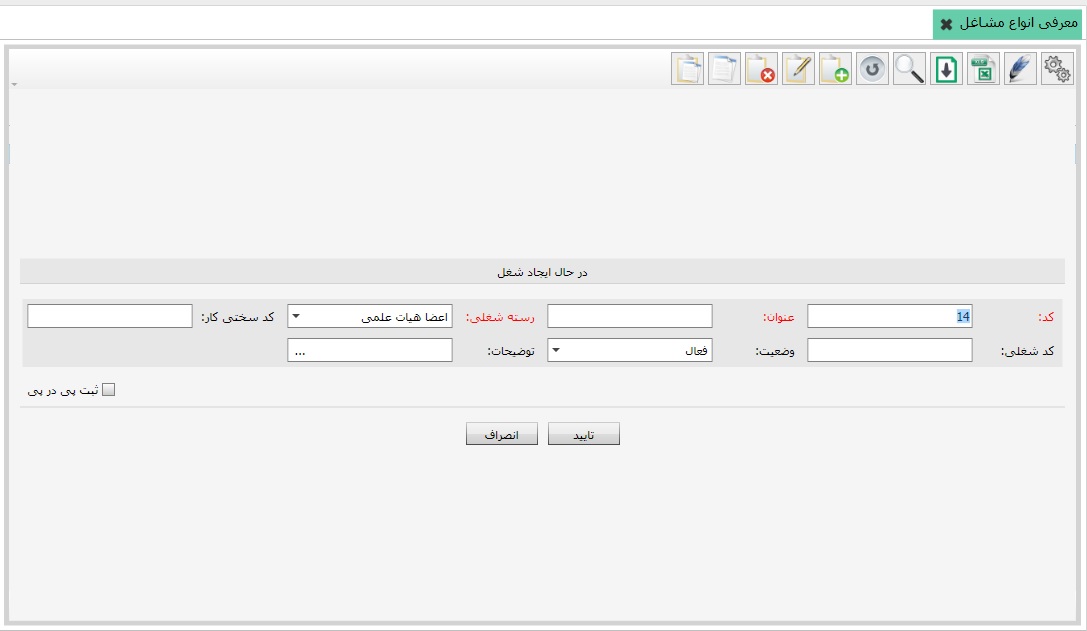 معرفی انواع مشاغل
در حال ایجاد شغل
کد: 14 عنوان: رسته شغلی: اعضا هیات علمی کد سختی کار:
کد شغلی: وضعیت: فعال توضیحات: ...
ثبت پی در پی
تایید انصراف